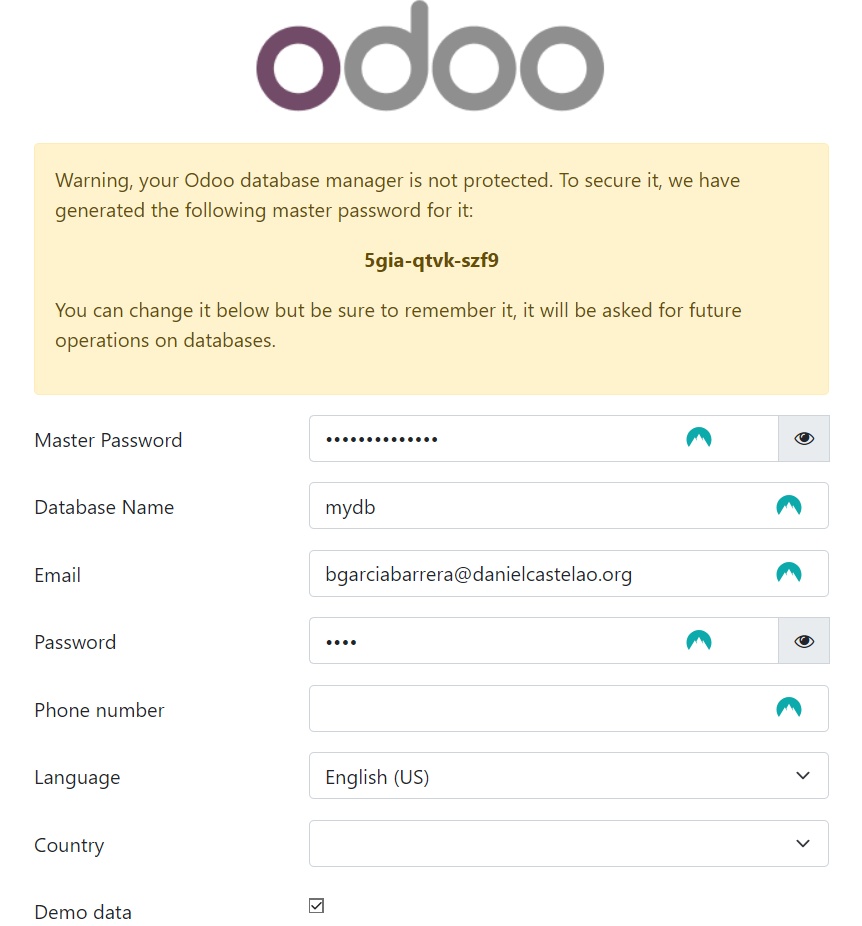 odoo
Warning, your Odoo database manager is not protected. To secure it, we have
generated the following master password for it:
5gia-qtvk-szf9
You can change it below but be sure to remember it, it will be asked for future
operations on databases.
Master Password ••••••••••••••
Database Name mydb
Email bgarciabarrera@danielcastelao.org
Password ••••
Phone number
Language English (US)
Country
Demo data